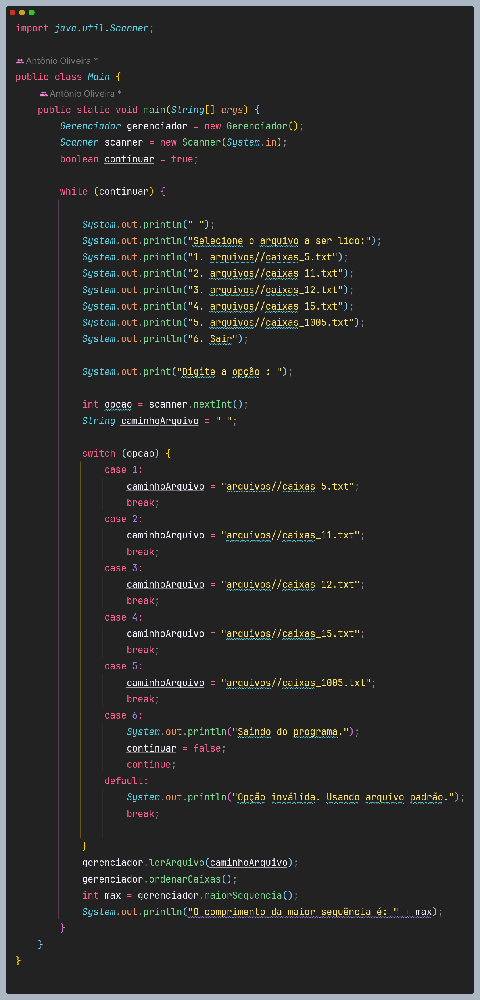 import java.util.Scanner;
Antônio Oliveira *
public class Main {
Antônio Oliveira *
public static void main(String[] args) {
Gerenciador gerenciador = new Gerenciador();
Scanner scanner = new Scanner(System.in);
boolean continuar = true;
while (continuar) {
System.out.println(" ");
System.out.println("Selecione o arquivo a ser lido:");
System.out.println("1. arquivos//caixas_5.txt");
System.out.println("2. arquivos//caixas_11.txt");
System.out.println("3. arquivos//caixas_12.txt");
System.out.println("4. arquivos//caixas_15.txt");
System.out.println("5. arquivos//caixas_1005.txt");
System.out.println("6. Sair");
System.out.print("Digite a opção : ");
int opcao = scanner.nextInt();
String caminhoArquivo = " ";
switch (opcao) {
case 1:
caminhoArquivo = "arquivos//caixas_5.txt";
break;
case 2:
caminhoArquivo = "arquivos//caixas_11.txt";
break;
case 3:
caminhoArquivo = "arquivos//caixas_12.txt";
break;
case 4:
caminhoArquivo = "arquivos//caixas_15.txt";
break;
case 5:
caminhoArquivo = "arquivos//caixas_1005.txt";
break;
case 6:
System.out.println("Saindo do programa.");
continuar = false;
continue;
default:
System.out.println("Opção inválida. Usando arquivo padrão.");
break;
}
gerenciador.lerArquivo(caminhoArquivo);
gerenciador.ordenarCaixas();
int max = gerenciador.maiorSequencia();
System.out.println("O comprimento da maior sequência é: " + max);
}
}
}